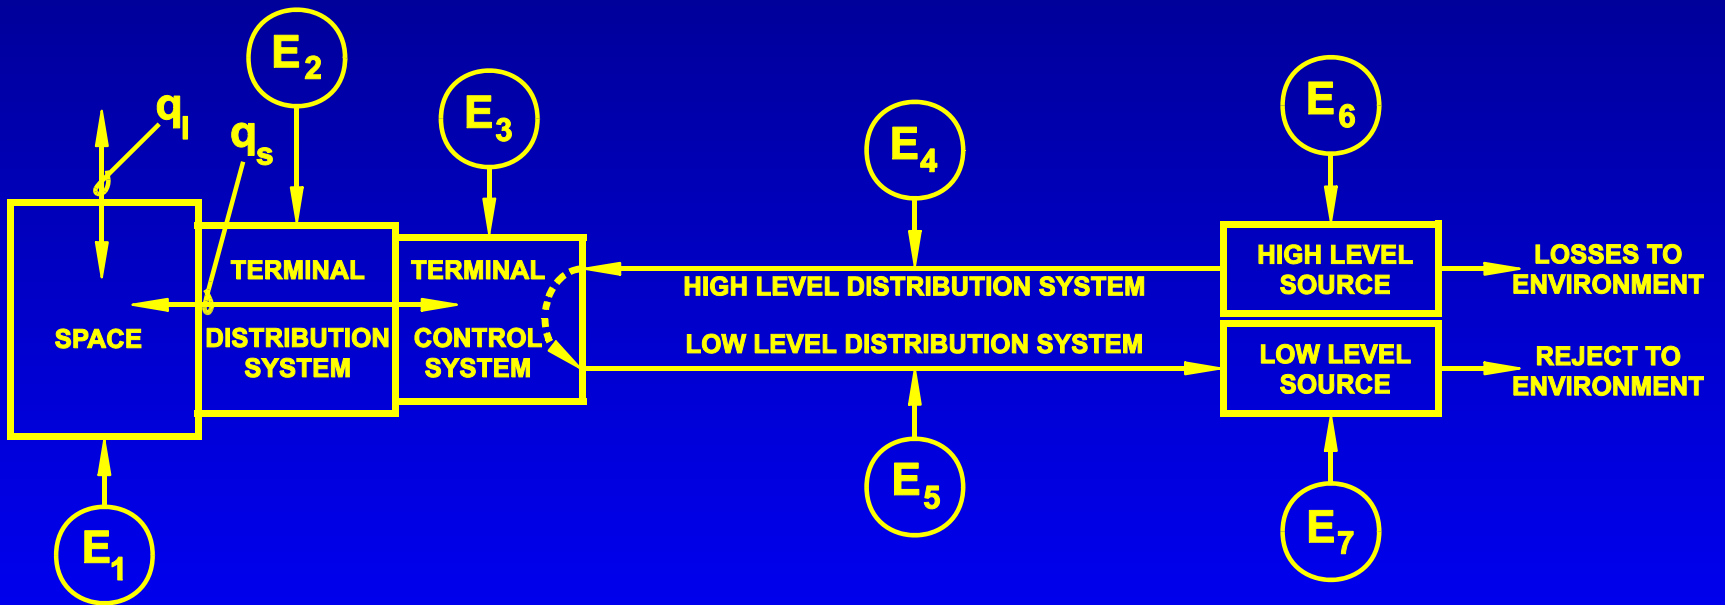 E2
E3
E4
E6
ql
qs
TERMINAL
TERMINAL
HIGH LEVEL
SOURCE
LOSSES TO
ENVIRONMENT
HIGH LEVEL DISTRIBUTION SYSTEM
SPACE
DISTRIBUTION
SYSTEM
CONTROL
SYSTEM
LOW LEVEL DISTRIBUTION SYSTEM
LOW LEVEL
SOURCE
REJECT TO
ENVIRONMENT
E1
E5
E7